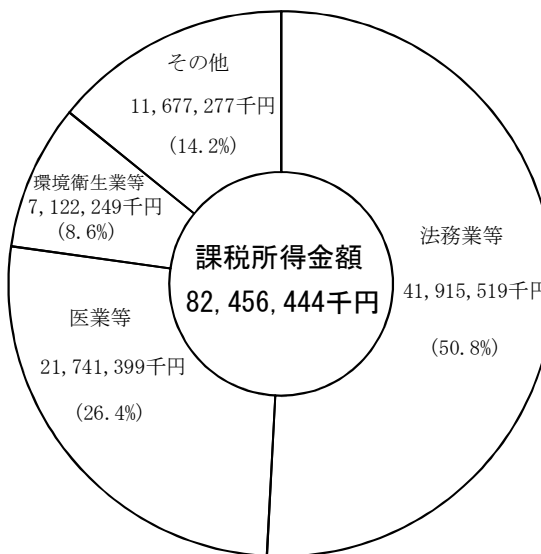 その他
11,677,277千円
(14.2%)
環境衛生業等
7,122,249千円
(8.6%)
課税所得金額
82,456,444千円
法務業等
41,915,519千円
(50.8%)
医業等
21,741,399千円
(26.4%)